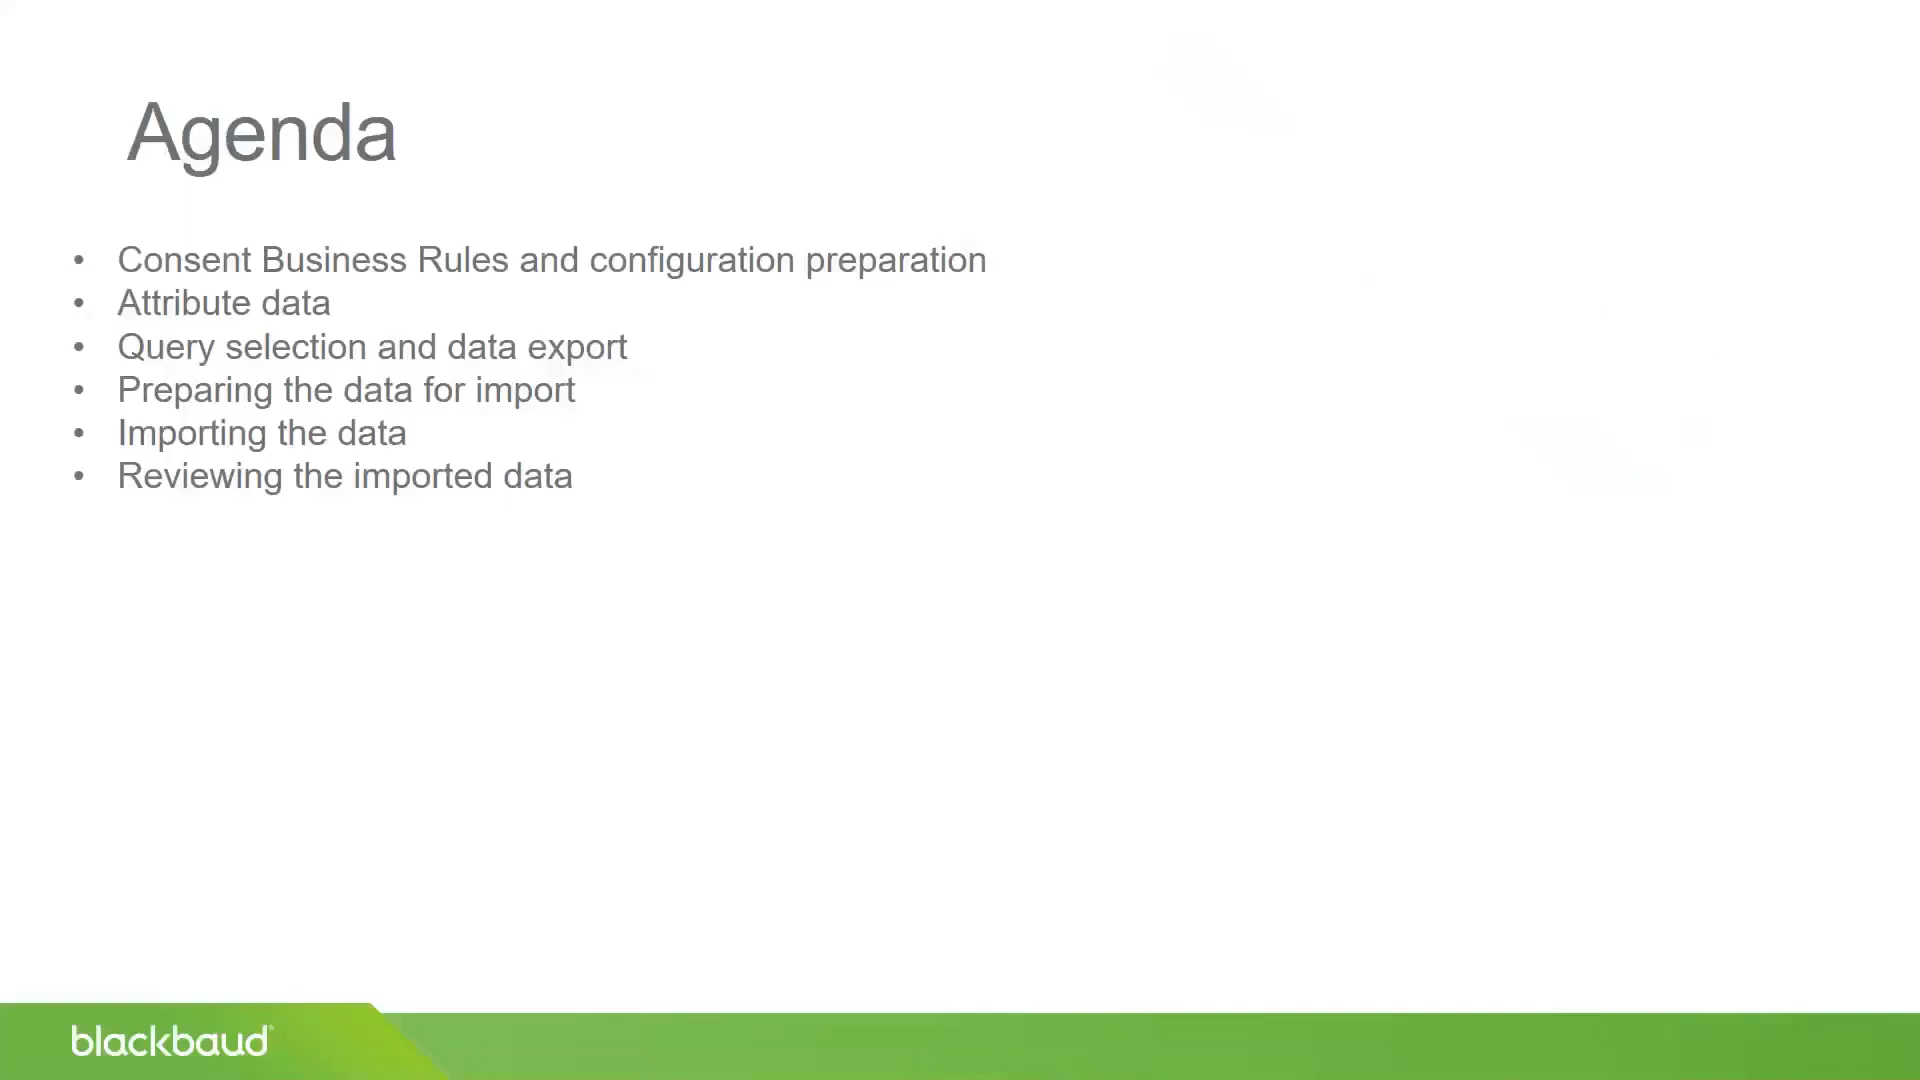 Agenda
• Consent Business Rules and configuration preparation
• Attribute data
• Query selection and data export
• Preparing the data for import
• Importing the data
• Reviewing the imported data
blackbaud®